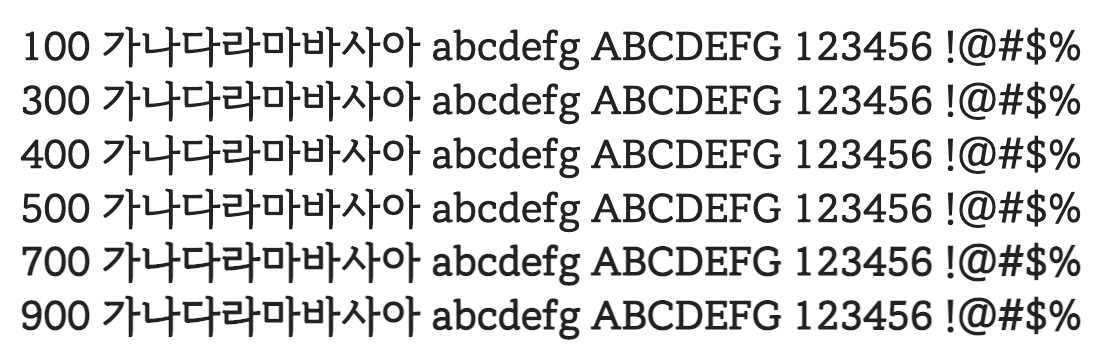 100 가나다라마바사아 abcdefg ABCDEFG 123456 !@#$%
300 가나다라마바사아 abcdefg ABCDEFG 123456 !@#$%
400 가나다라마바사아 abcdefg ABCDEFG 123456 !@#$%
500 가나다라마바사아 abcdefg ABCDEFG 123456 !@#$%
700 가나다라마바사아 abcdefg ABCDEFG 123456 !@#$%
900 가나다라마바사아 abcdefg ABCDEFG 123456 !@#$%